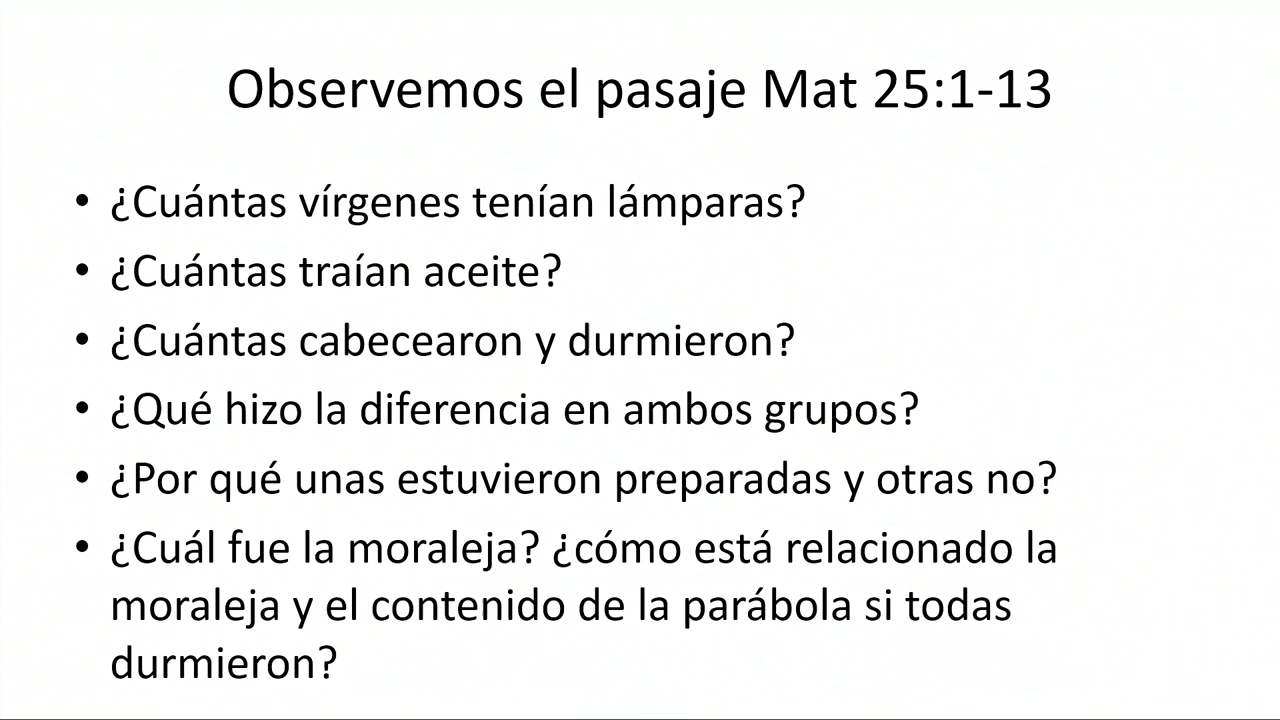 Observemos el pasaje Mat 25:1-13
• ¿Cuántas vírgenes tenían lámparas?
• ¿Cuántas traían aceite?
• ¿Cuántas cabecearon y durmieron?
• ¿Qué hizo la diferencia en ambos grupos?
• ¿Por qué unas estuvieron preparadas y otras no?
• ¿Cuál fue la moraleja? ¿cómo está relacionado la
moraleja y el contenido de la parábola si todas
durmieron?